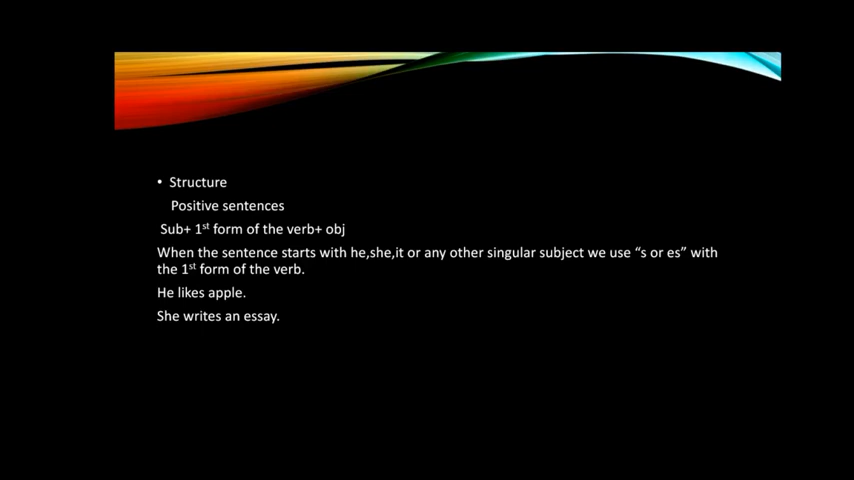 • Structure
Positive sentences
Sub+ 1st form of the verb+ obj
When the sentence starts with he,she,it or any other singular subject we use “s or es” with
the 1st form of the verb.
He likes apple.
She writes an essay.